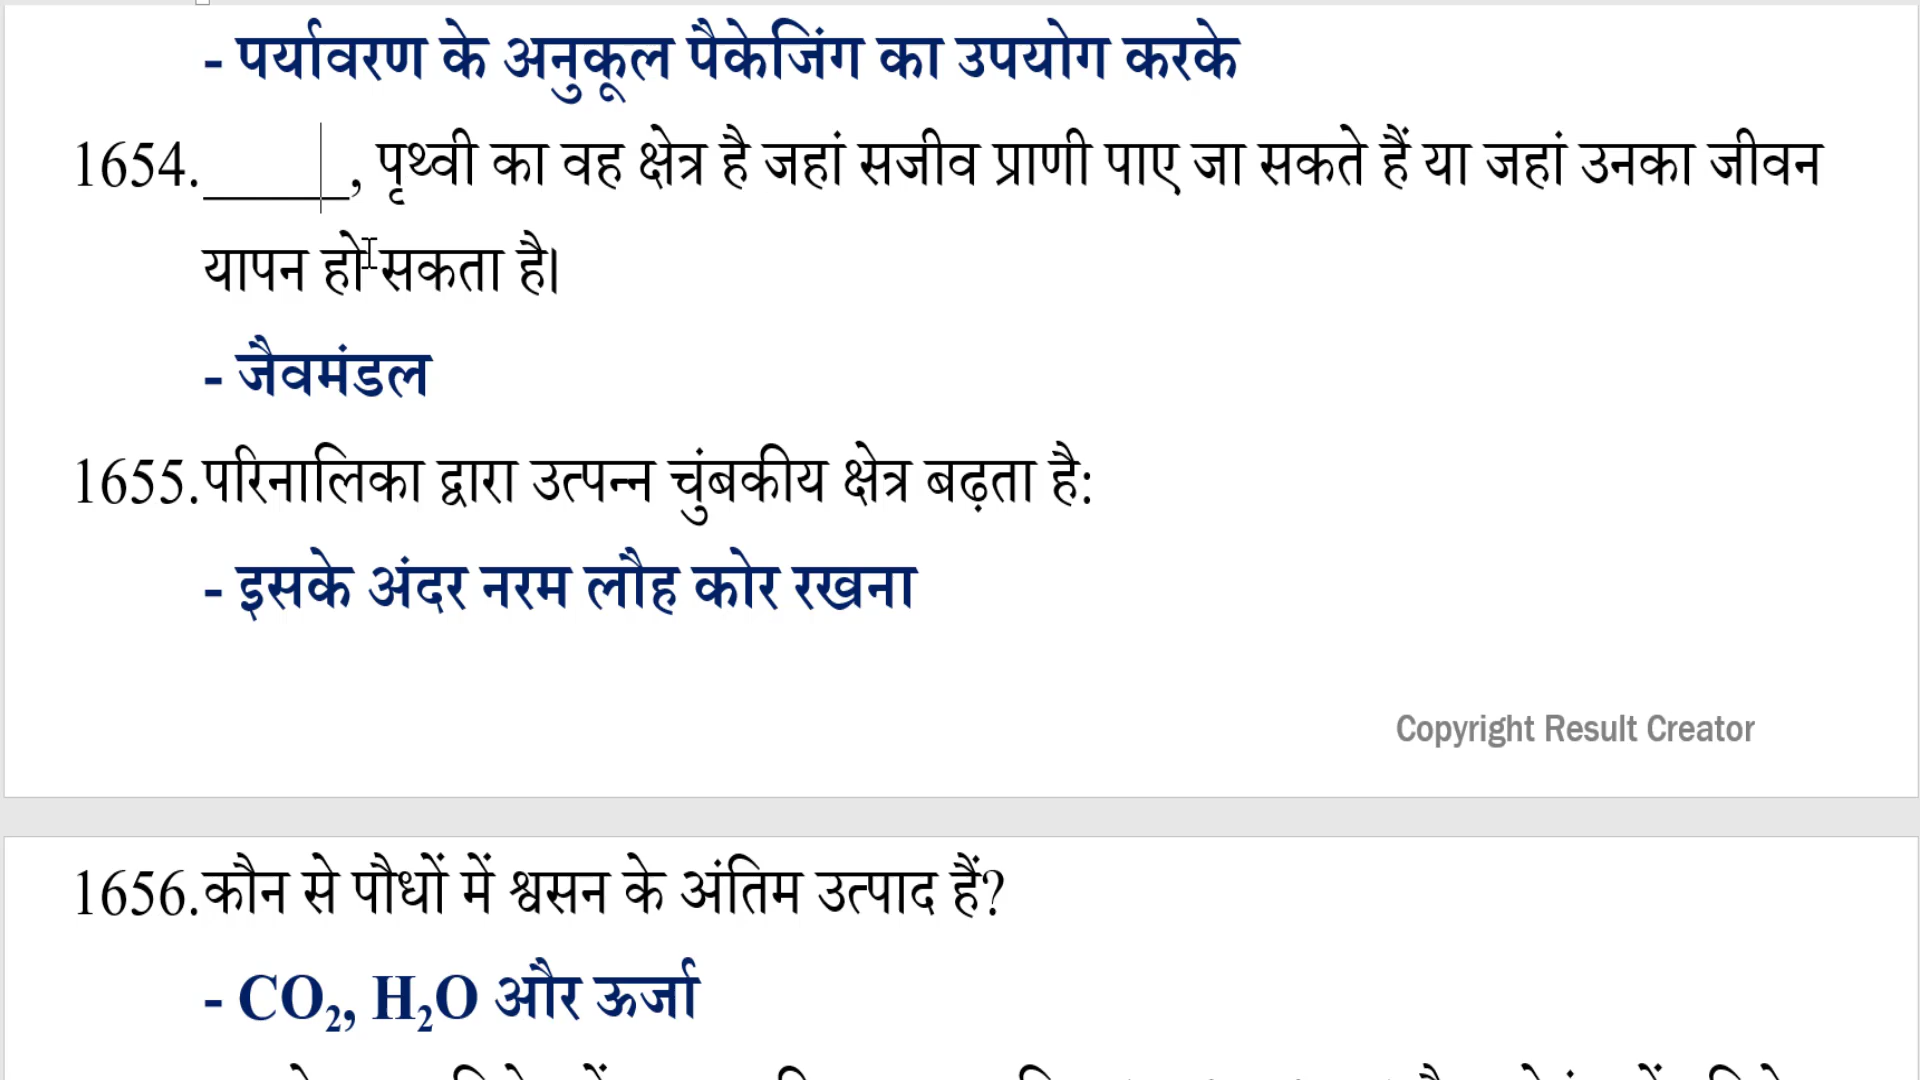 - पर्यावरण के अनुकूल पैकेजिंग का उपयोग करके
1654._____, पृथ्वी का वह क्षेत्र है जहां सजीव प्राणी पाए जा सकते हैं या जहां उनका जीवन
यापन हो सकता है।
- जैवमंडल
1655.परिनालिका द्वारा उत्पन्न चुंबकीय क्षेत्र बढ़ता है:
- इसके अंदर नरम लौह कोर रखना
Copyright Result Creator
1656.कौन से पौधों में श्वसन के अंतिम उत्पाद हैं?
- CO₂, H₂O और ऊर्जा